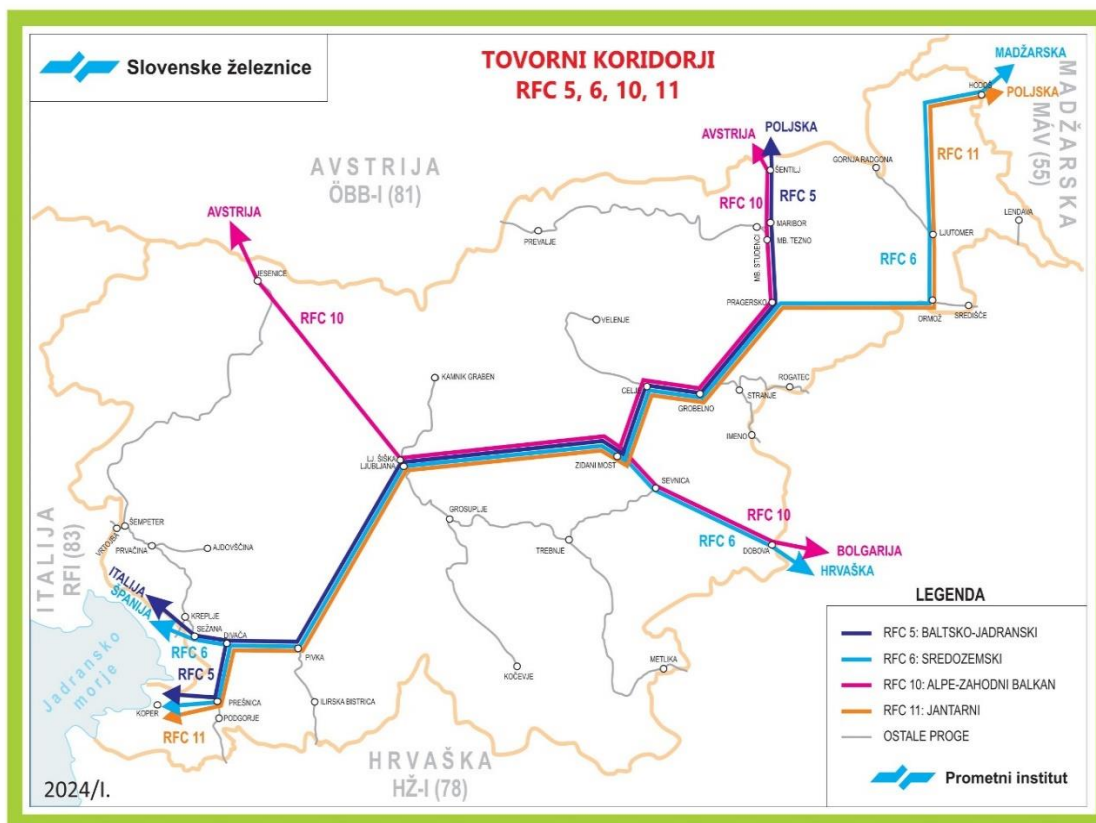 Slovenske železnice
TOVORNI KORIDORJI
RFC 5, 6, 10, 11
MADŽARSKA
HODOŠ
POLJSKA
MADŽARSKA
MÁV (55)
AVSTRIJA
POLJSKA
AVSTRIJA
ÖBB-I (81)
GORNJA RADGONA
RFC 11
ŠENTILJ
RFC 10
RFC 5
LENDAVA
AVSTRIJA
PREVALJE
MARIBOR
MB. TEZNO
MB. STUDENCI
LJUTOMER
RFC 6
JESENICE
PRAGERSKO
ORMOŽ
SREDIŠČE
RFC 10
VELENJE
KAMNIK GRABEN
CELJE
GROBELNO
STRANJE
ROGATEC
IMENO
LJ. ŠIŠKA
LJUBLJANA
ZIDANI MOST
SEVNICA
GROSUPLJE
RFC 10
TREBNJE
RFC 6
DOBOVA
BOLGARIJA
HRVAŠKA
ITALIJA
RFI (83)
ŠEMPETER
VRTOJBA
PRVAČINA
AJDOVŠČINA
ITALIJA
ŠPANIJA
KREPLJE
SEŽANA
DIVAČA
RFC 6
PIVKA
RFC 5
Jadransko
morje
KOPER
PREŠNICA
PODGORJE
RFC 11
ILIRSKA BISTRICA
KOČEVJE
METLIKA
HRVAŠKA
HŽ-I (78)
LEGENDA
RFC 5: BALTSKO-JADRANSKI
RFC 6: SREDOZEMSKI
RFC 10: ALPE-ZAHODNI BALKAN
RFC 11: JANTARNI
OSTALE PROGE
Prometni institut
2024/I.